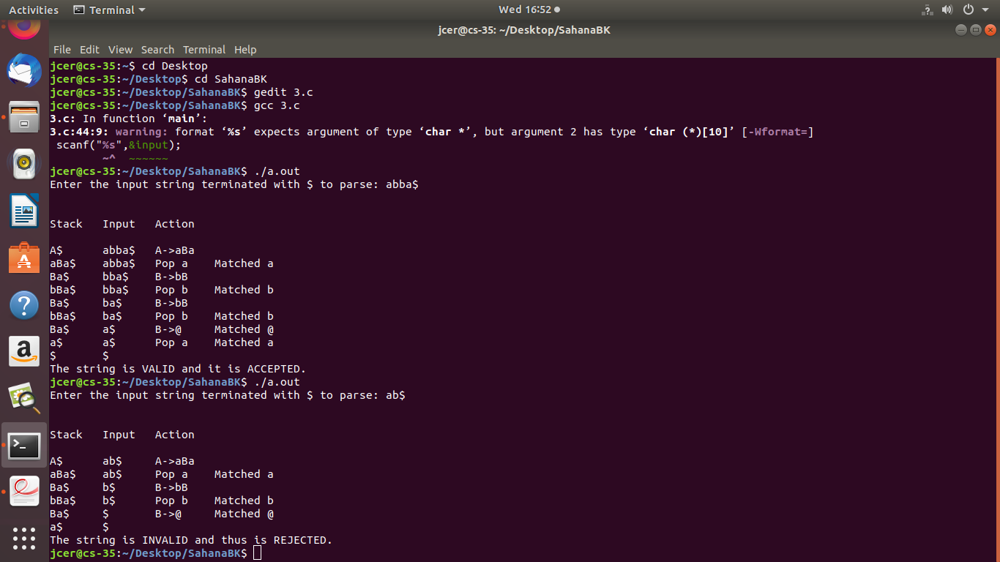 Activities Terminal Wed 16:52
jcer@cs-35: ~/Desktop/SahanaBK
File Edit View Search Terminal Help
jcer@cs-35:~$ cd Desktop
jcer@cs-35:~/Desktop$ cd SahanaBK
jcer@cs-35:~/Desktop/SahanaBK$ gedit 3.c
jcer@cs-35:~/Desktop/SahanaBK$ gcc 3.c
3.c: In function ‘main’:
3.c:44:9: warning: format ‘%s’ expects argument of type ‘char *’, but argument 2 has type ‘char (*)[10]’ [-Wformat=]
 scanf("%s",&input);
        ~^  ~~~~~~
jcer@cs-35:~/Desktop/SahanaBK$ ./a.out
Enter the input string terminated with $ to parse: abba$
Stack   Input   Action
A$      abba$   A->aBa
aBa$    abba$   Pop a    Matched a
Ba$     bba$    B->bB
bBa$    bba$    Pop b    Matched b
Ba$     ba$     B->bB
bBa$    ba$     Pop b    Matched b
Ba$     a$      B->@     Matched @
a$      a$      Pop a    Matched a
$       $
The string is VALID and it is ACCEPTED.
jcer@cs-35:~/Desktop/SahanaBK$ ./a.out
Enter the input string terminated with $ to parse: ab$
Stack   Input   Action
A$      ab$     A->aBa
aBa$    ab$     Pop a    Matched a
Ba$     b$      B->bB
bBa$    b$      Pop b    Matched b
Ba$     $       B->@     Matched @
a$      $
The string is INVALID and thus is REJECTED.
jcer@cs-35:~/Desktop/SahanaBK$